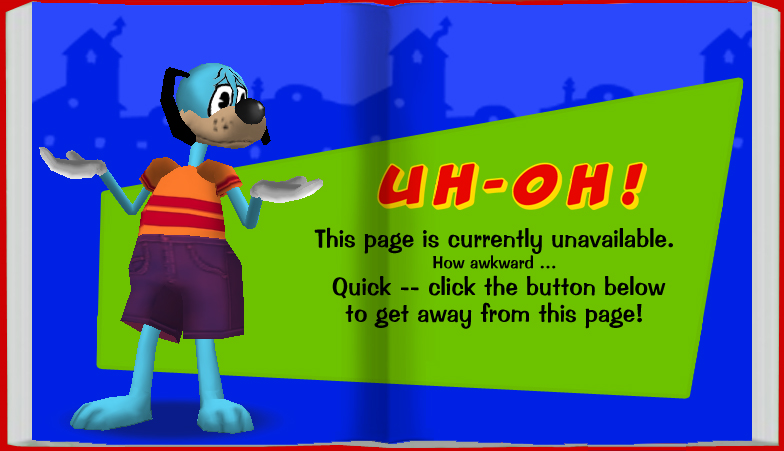 UH-OH!
This page is currently unavailable.
How awkward ...
Quick -- click the button below
to get away from this page!